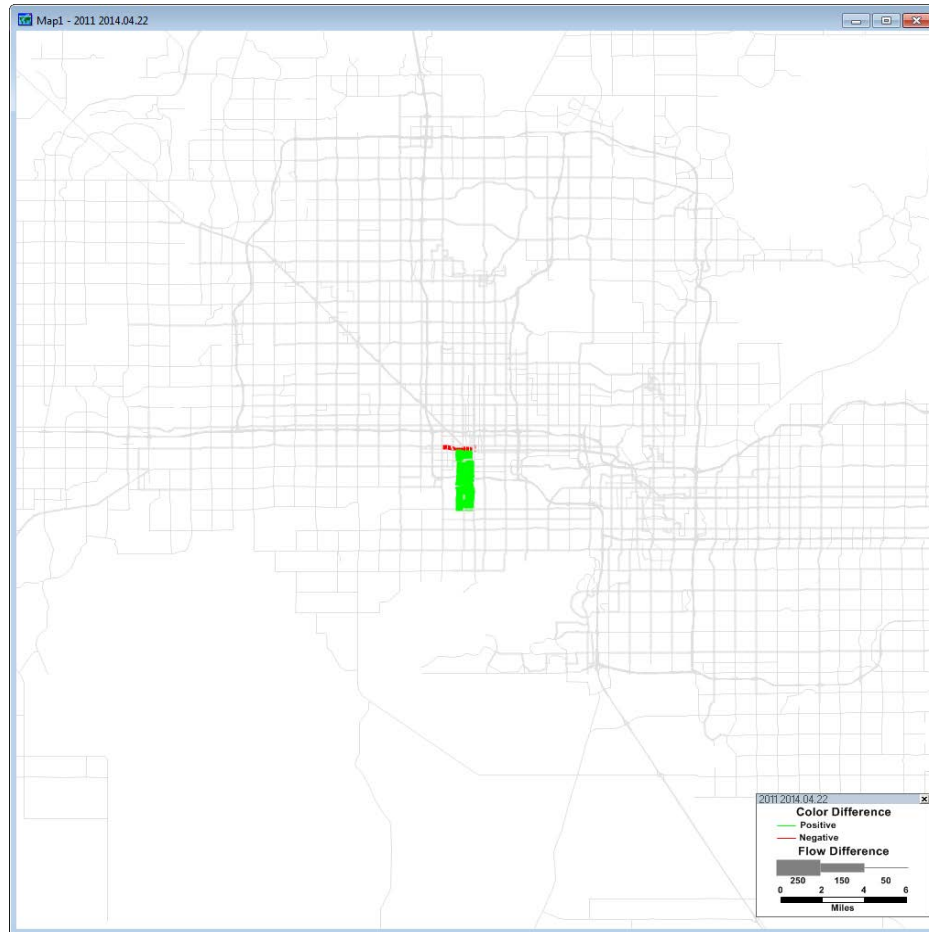 Map1 - 2011 2014.04.22
2011 2014.04.22
Color Difference
Positive
Negative
Flow Difference
250 150 50
0 2 4 6
Miles